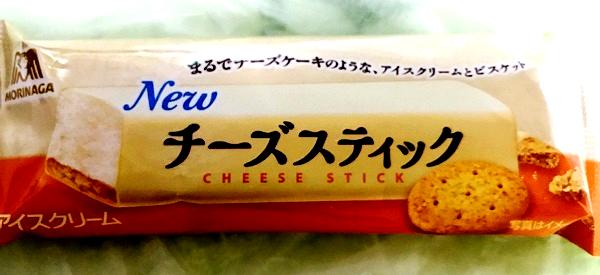 まるでチーズケーキのような、アイスクリームとビスケット
MORINAGA
New
チーズスティック
CHEESE STICK
アイスクリーム
写真はイメ